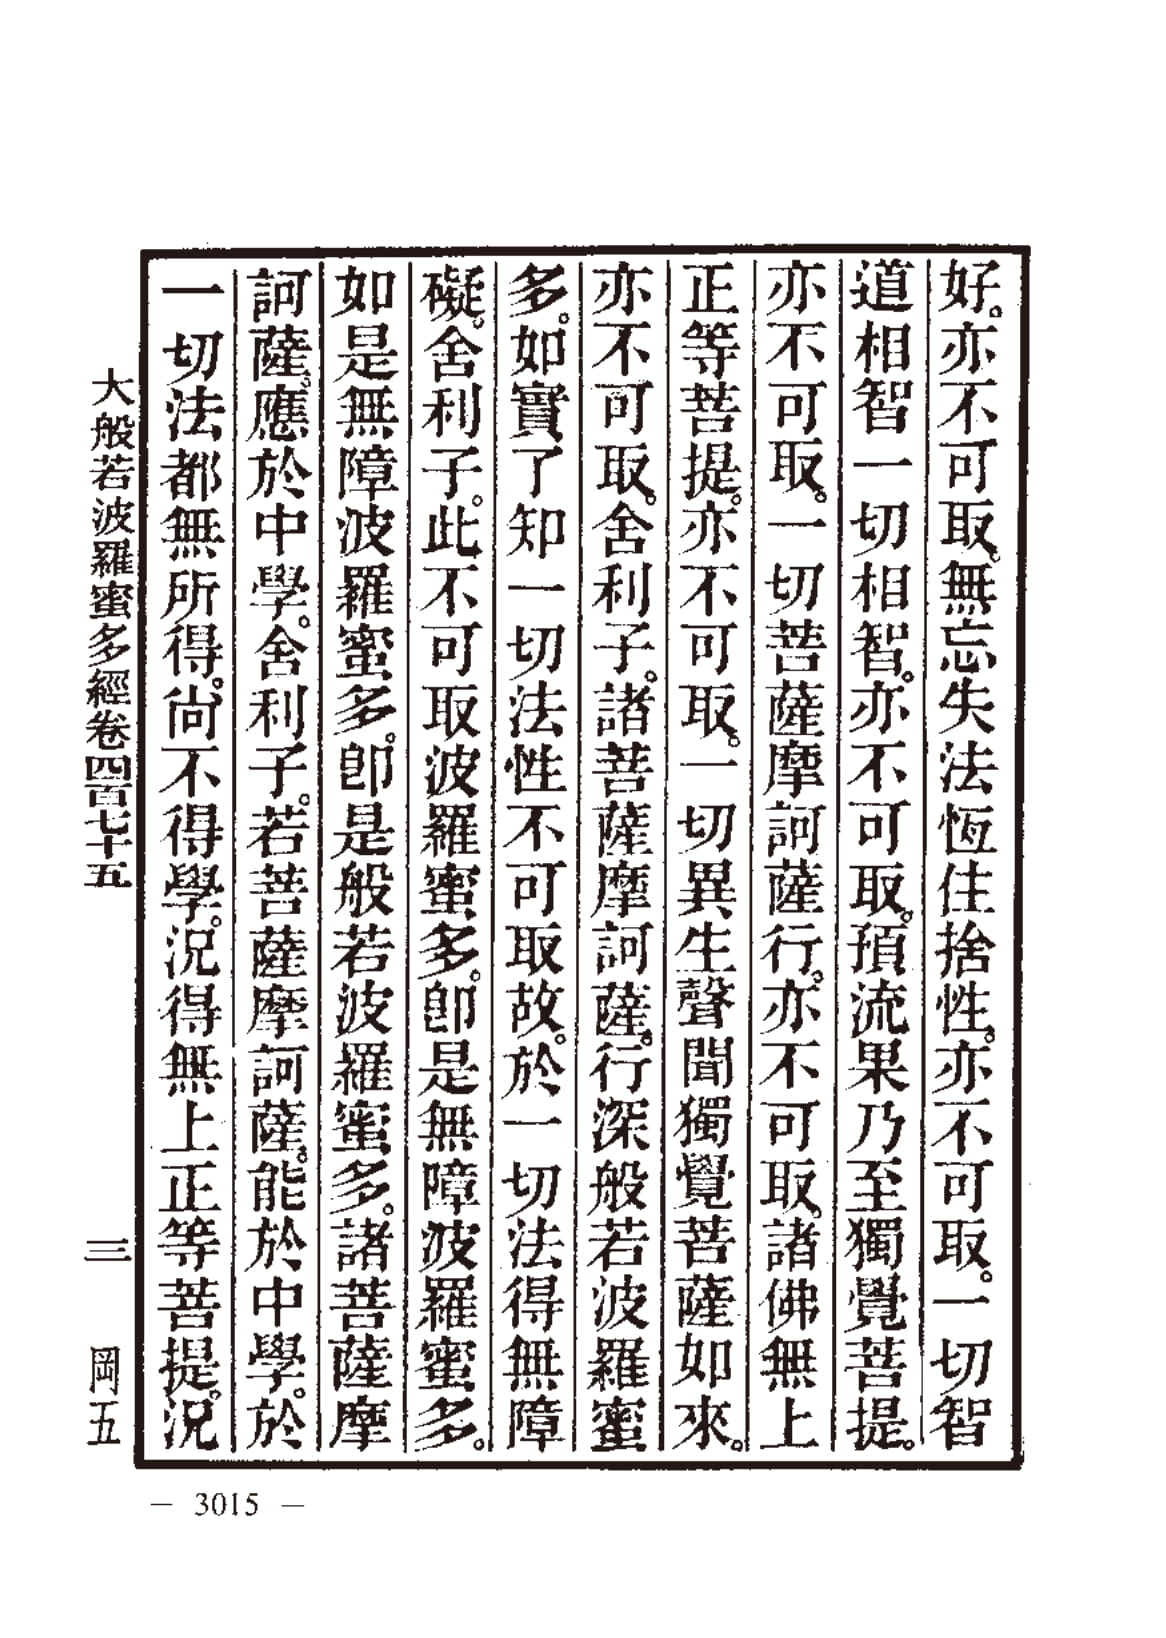 好。亦不可取。無忘失法恆住捨性。亦不可取。一切智
道相智一切相智。亦不可取。預流果乃至獨覺菩提。
亦不可取。一切菩薩摩訶薩行。亦不可取。諸佛無上
正等菩提。亦不可取。一切異生聲聞獨覺菩薩如來。
亦不可取。舍利子。諸菩薩摩訶薩。行深般若波羅蜜
多。如實了知一切法性不可取故。於一切法得無障
礙。舍利子。此不可取波羅蜜多。卽是無障波羅蜜多。
如是無障波羅蜜多。卽是般若波羅蜜多。諸菩薩摩
訶薩。應於中學。舍利子。若菩薩摩訶薩。能於中學。於
一切法都無所得。尙不得學。況得無上正等菩提。況
大般若波羅蜜多經卷四百七十五 三 岡五
— 3015 —